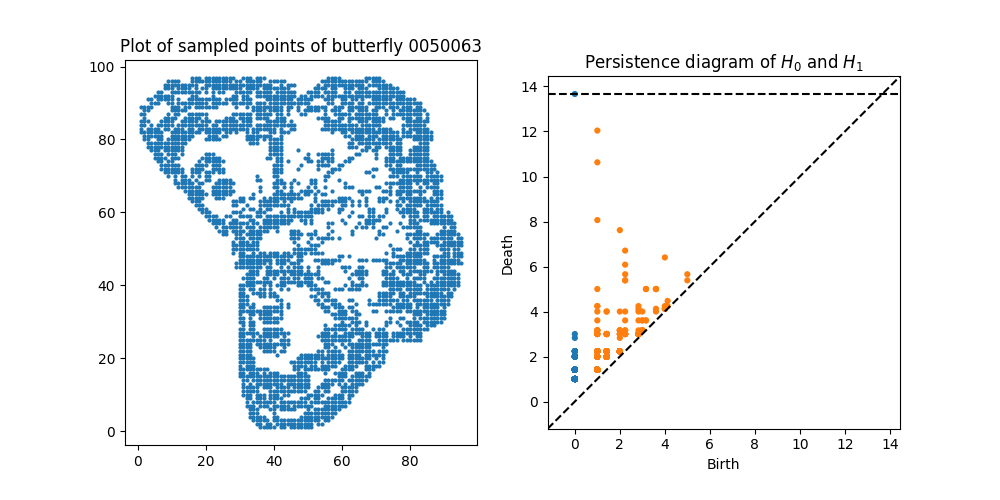 Plot of sampled points of butterfly 0050063
100
80
60
40
20
0
0 20 40 60 80
Persistence diagram of $H_0$ and $H_1$
14
12
10
8
6
4
2
0
Death
0 2 4 6 8 10 12 14
Birth